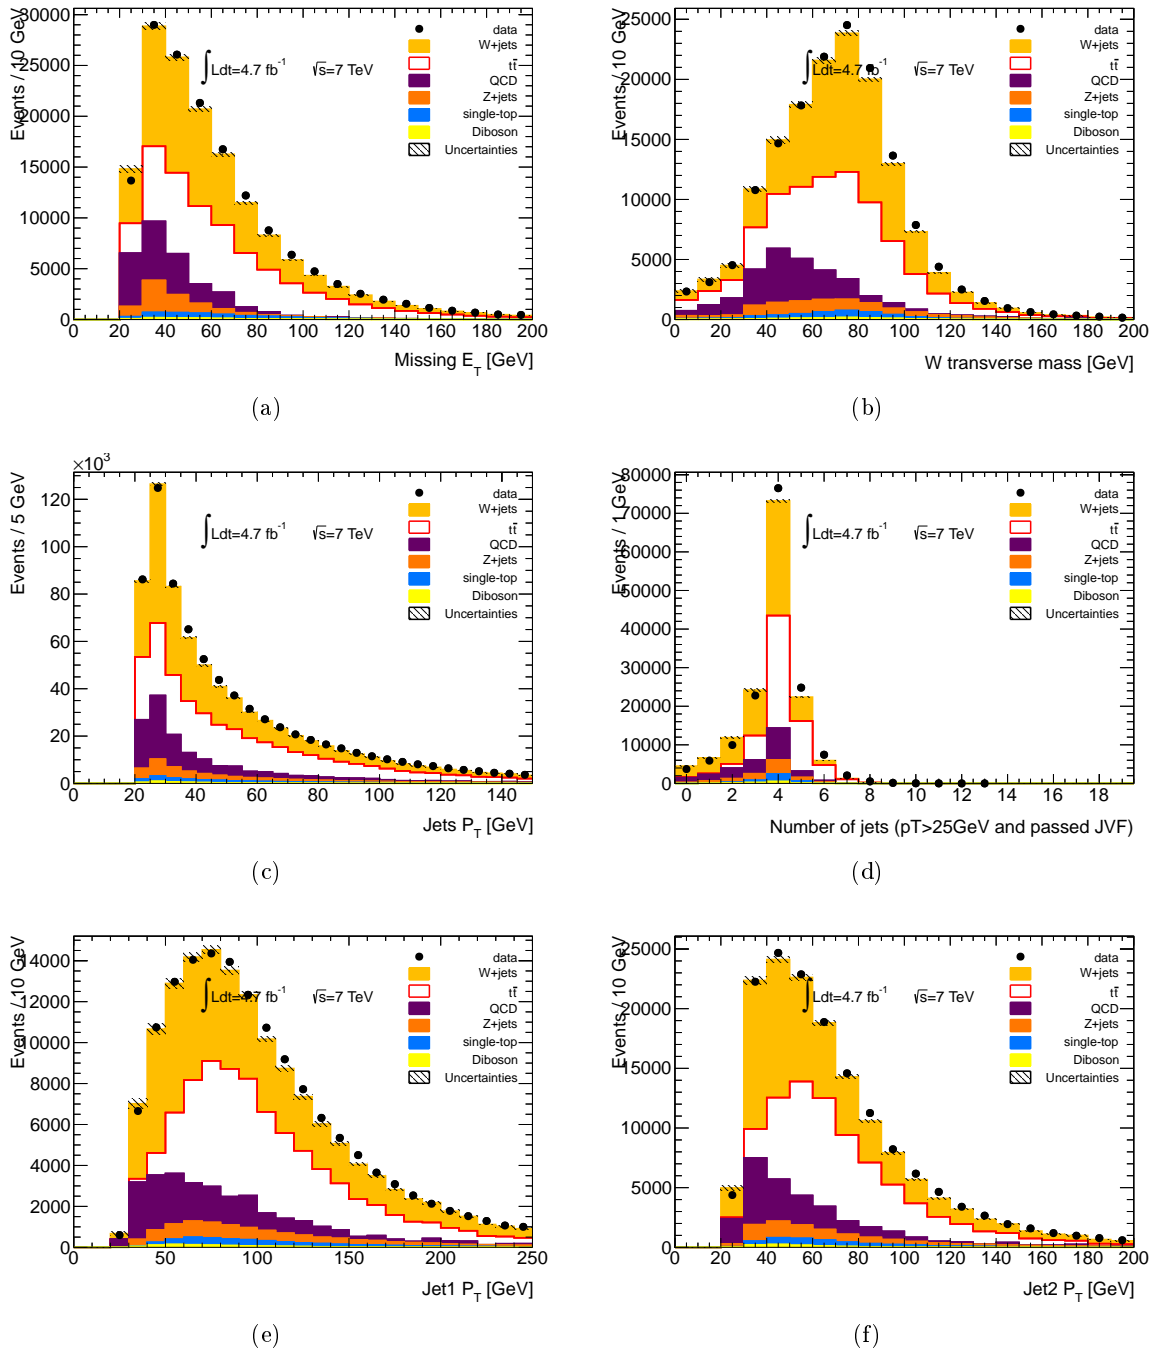 Events / 10 GeV
30000
25000
20000
15000
10000
5000
0
∫Ldt=4.7 fb⁻¹ √s=7 TeV
data
W+jets
tt̄
QCD
Z+jets
single-top
Diboson
Uncertainties
0 20 40 60 80 100 120 140 160 180 200
Missing E_T [GeV]
(a)
Events / 10 GeV
25000
20000
15000
10000
5000
0
∫Ldt=4.7 fb⁻¹ √s=7 TeV
data
W+jets
tt̄
QCD
Z+jets
single-top
Diboson
Uncertainties
0 20 40 60 80 100 120 140 160 180 200
W transverse mass [GeV]
(b)
×10³
Events / 5 GeV
120
100
80
60
40
20
0
∫Ldt=4.7 fb⁻¹ √s=7 TeV
data
W+jets
tt̄
QCD
Z+jets
single-top
Diboson
Uncertainties
0 20 40 60 80 100 120 140
Jets P_T [GeV]
(c)
Events / 1 GeV
80000
70000
60000
50000
40000
30000
20000
10000
0
∫Ldt=4.7 fb⁻¹ √s=7 TeV
data
W+jets
tt̄
QCD
Z+jets
single-top
Diboson
Uncertainties
0 2 4 6 8 10 12 14 16 18
Number of jets (pT>25GeV and passed JVF)
(d)
Events / 10 GeV
14000
12000
10000
8000
6000
4000
2000
0
∫Ldt=4.7 fb⁻¹ √s=7 TeV
data
W+jets
tt̄
QCD
Z+jets
single-top
Diboson
Uncertainties
0 50 100 150 200 250
Jet1 P_T [GeV]
(e)
Events / 10 GeV
25000
20000
15000
10000
5000
0
∫Ldt=4.7 fb⁻¹ √s=7 TeV
data
W+jets
tt̄
QCD
Z+jets
single-top
Diboson
Uncertainties
0 20 40 60 80 100 120 140 160 180 200
Jet2 P_T [GeV]
(f)